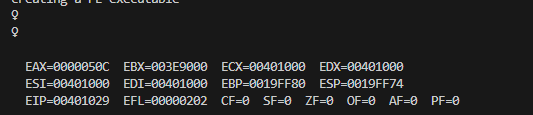 creating a PE executable
♀
♀
EAX=0000050C EBX=003E9000 ECX=00401000 EDX=00401000
ESI=00401000 EDI=00401000 EBP=0019FF80 ESP=0019FF74
EIP=00401029 EFL=00000202 CF=0 SF=0 ZF=0 OF=0 AF=0 PF=0